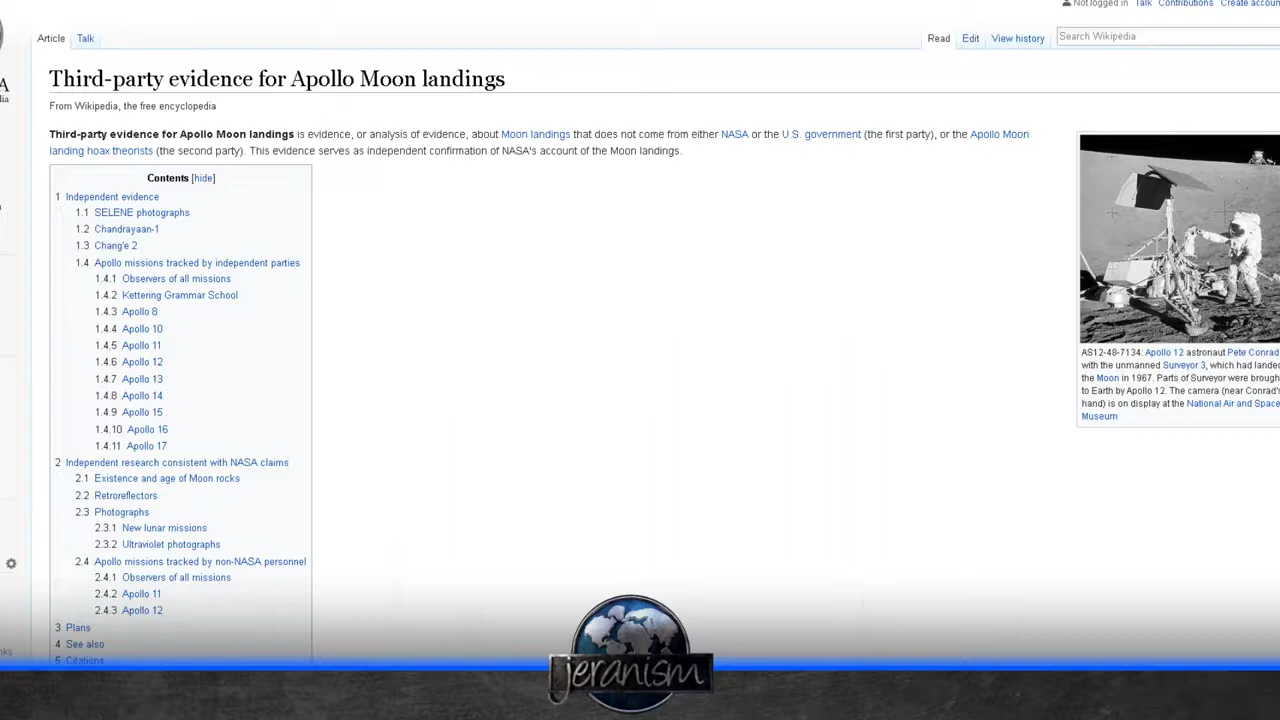 Not logged in Talk Contributions Create accoun
Article Talk Read Edit View history Search Wikipedia
Third-party evidence for Apollo Moon landings
From Wikipedia, the free encyclopedia
Third-party evidence for Apollo Moon landings is evidence, or analysis of evidence, about Moon landings that does not come from either NASA or the U.S. government (the first party), or the Apollo Moon
landing hoax theorists (the second party). This evidence serves as independent confirmation of NASA's account of the Moon landings.
Contents [hide]
1 Independent evidence
1.1 SELENE photographs
1.2 Chandrayaan-1
1.3 Chang'e 2
1.4 Apollo missions tracked by independent parties
1.4.1 Observers of all missions
1.4.2 Kettering Grammar School
1.4.3 Apollo 8
1.4.4 Apollo 10
1.4.5 Apollo 11
1.4.6 Apollo 12
1.4.7 Apollo 13
1.4.8 Apollo 14
1.4.9 Apollo 15
1.4.10 Apollo 16
1.4.11 Apollo 17
2 Independent research consistent with NASA claims
2.1 Existence and age of Moon rocks
2.2 Retroreflectors
2.3 Photographs
2.3.1 New lunar missions
2.3.2 Ultraviolet photographs
2.4 Apollo missions tracked by non-NASA personnel
2.4.1 Observers of all missions
2.4.2 Apollo 11
2.4.3 Apollo 12
3 Plans
4 See also
5 Citations
AS12-48-7134: Apollo 12 astronaut Pete Conrad
with the unmanned Surveyor 3, which had lande
the Moon in 1967. Parts of Surveyor were brough
to Earth by Apollo 12. The camera (near Conrad's
hand) is on display at the National Air and Space
Museum
jeranism